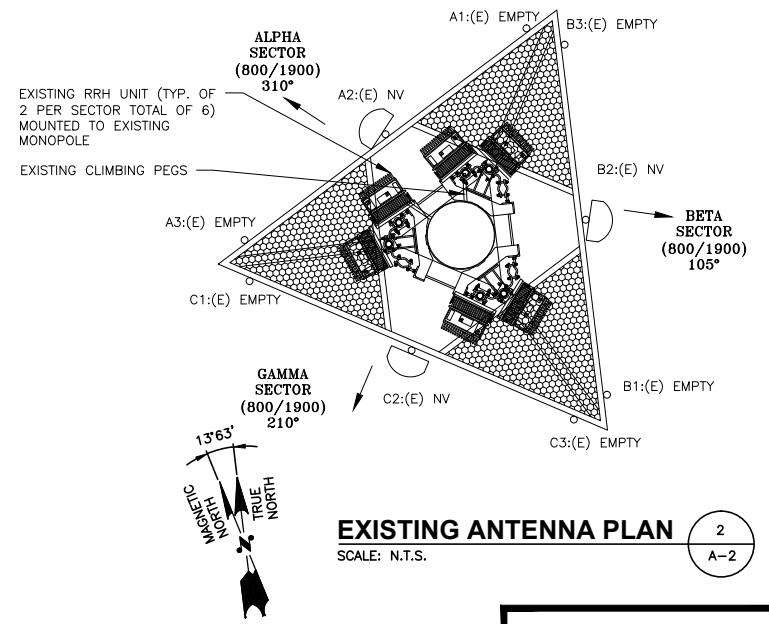 A1:(E) EMPTY
B3:(E) EMPTY
ALPHA
SECTOR
(800/1900)
310°
EXISTING RRH UNIT (TYP. OF
2 PER SECTOR TOTAL OF 6)
MOUNTED TO EXISTING
MONOPOLE
A2:(E) NV
EXISTING CLIMBING PEGS
B2:(E) NV
A3:(E) EMPTY
BETA
SECTOR
(800/1900)
105°
C1:(E) EMPTY
GAMMA
SECTOR
(800/1900)
210°
C2:(E) NV
B1:(E) EMPTY
C3:(E) EMPTY
13°63'
MAGNETIC
NORTH
TRUE
NORTH
N
EXISTING ANTENNA PLAN
SCALE: N.T.S.
2
A-2